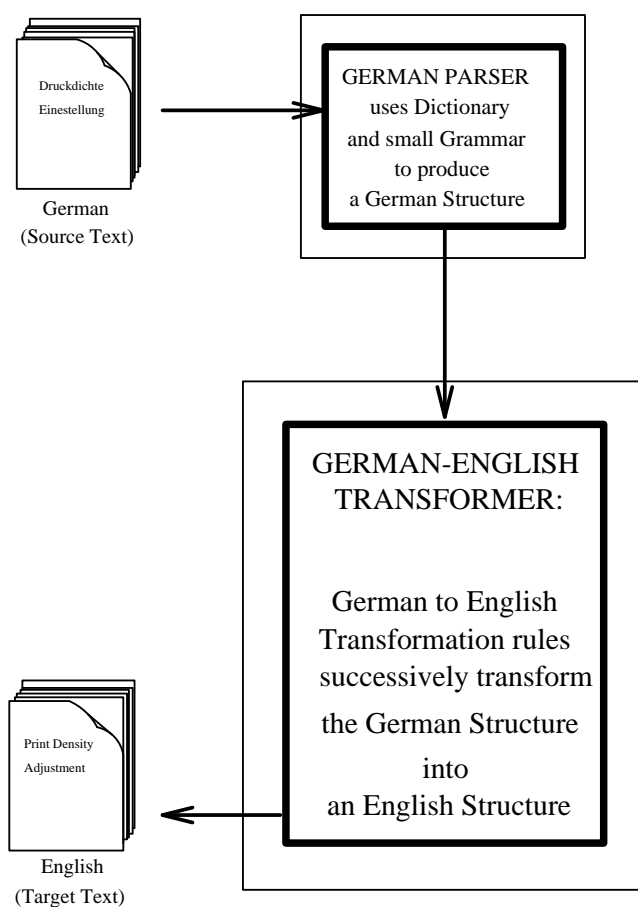 Druckdichte
Einestellung
German
(Source Text)
GERMAN PARSER
uses Dictionary
and small Grammar
to produce
a German Structure
GERMAN-ENGLISH
TRANSFORMER:
German to English
Transformation rules
successively transform
the German Structure
into
an English Structure
Print Density
Adjustment
English
(Target Text)